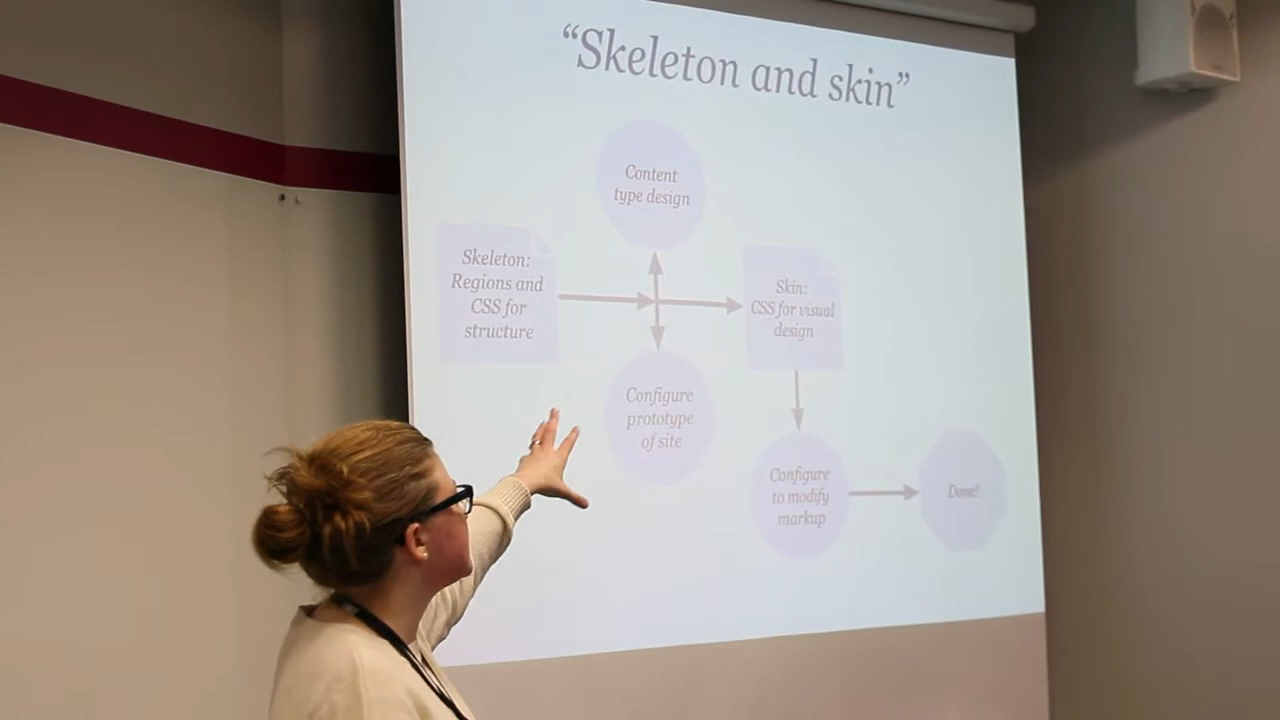 “Skeleton and skin”
Content
type design
Skeleton:
Regions and
CSS for
structure
Skin:
CSS for visual
design
Configure
prototype
of site
Configure
to modify
markup
Done!